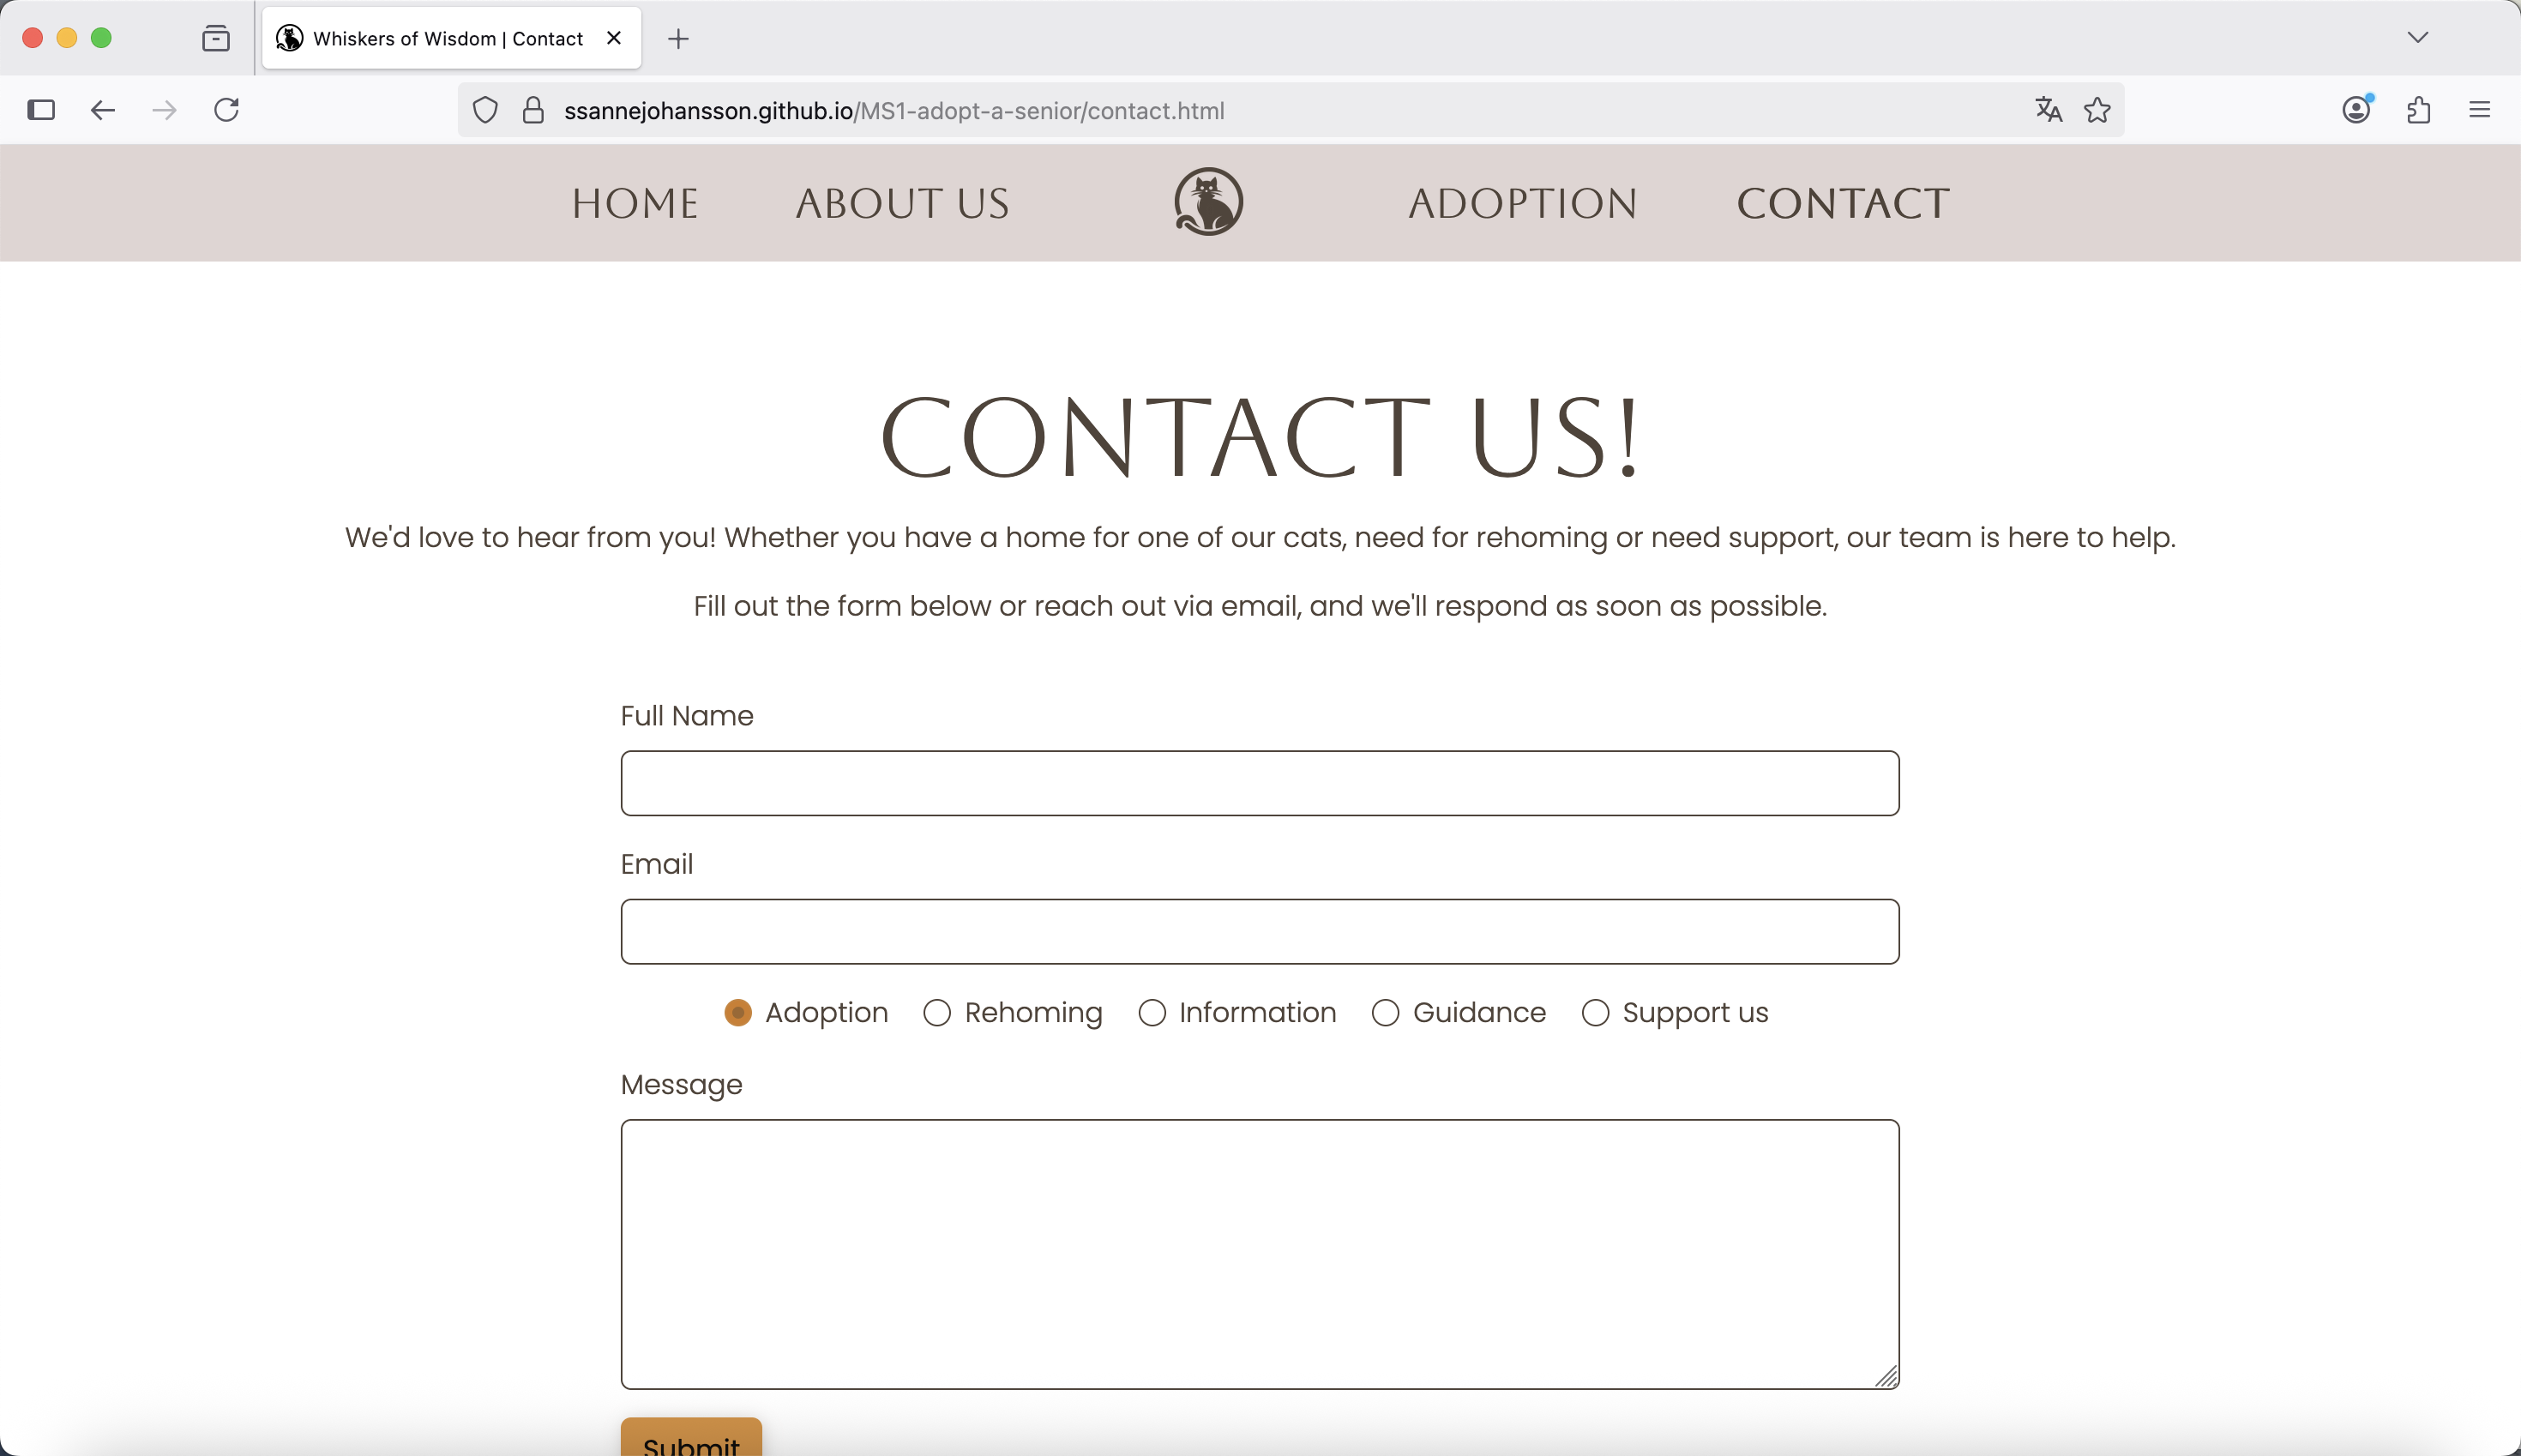 Whiskers of Wisdom | Contact
ssannejohansson.github.io/MS1-adopt-a-senior/contact.html
HOME ABOUT US ADOPTION CONTACT
CONTACT US!
We'd love to hear from you! Whether you have a home for one of our cats, need for rehoming or need support, our team is here to help.
Fill out the form below or reach out via email, and we'll respond as soon as possible.
Full Name
Email
Adoption Rehoming Information Guidance Support us
Message
Submit